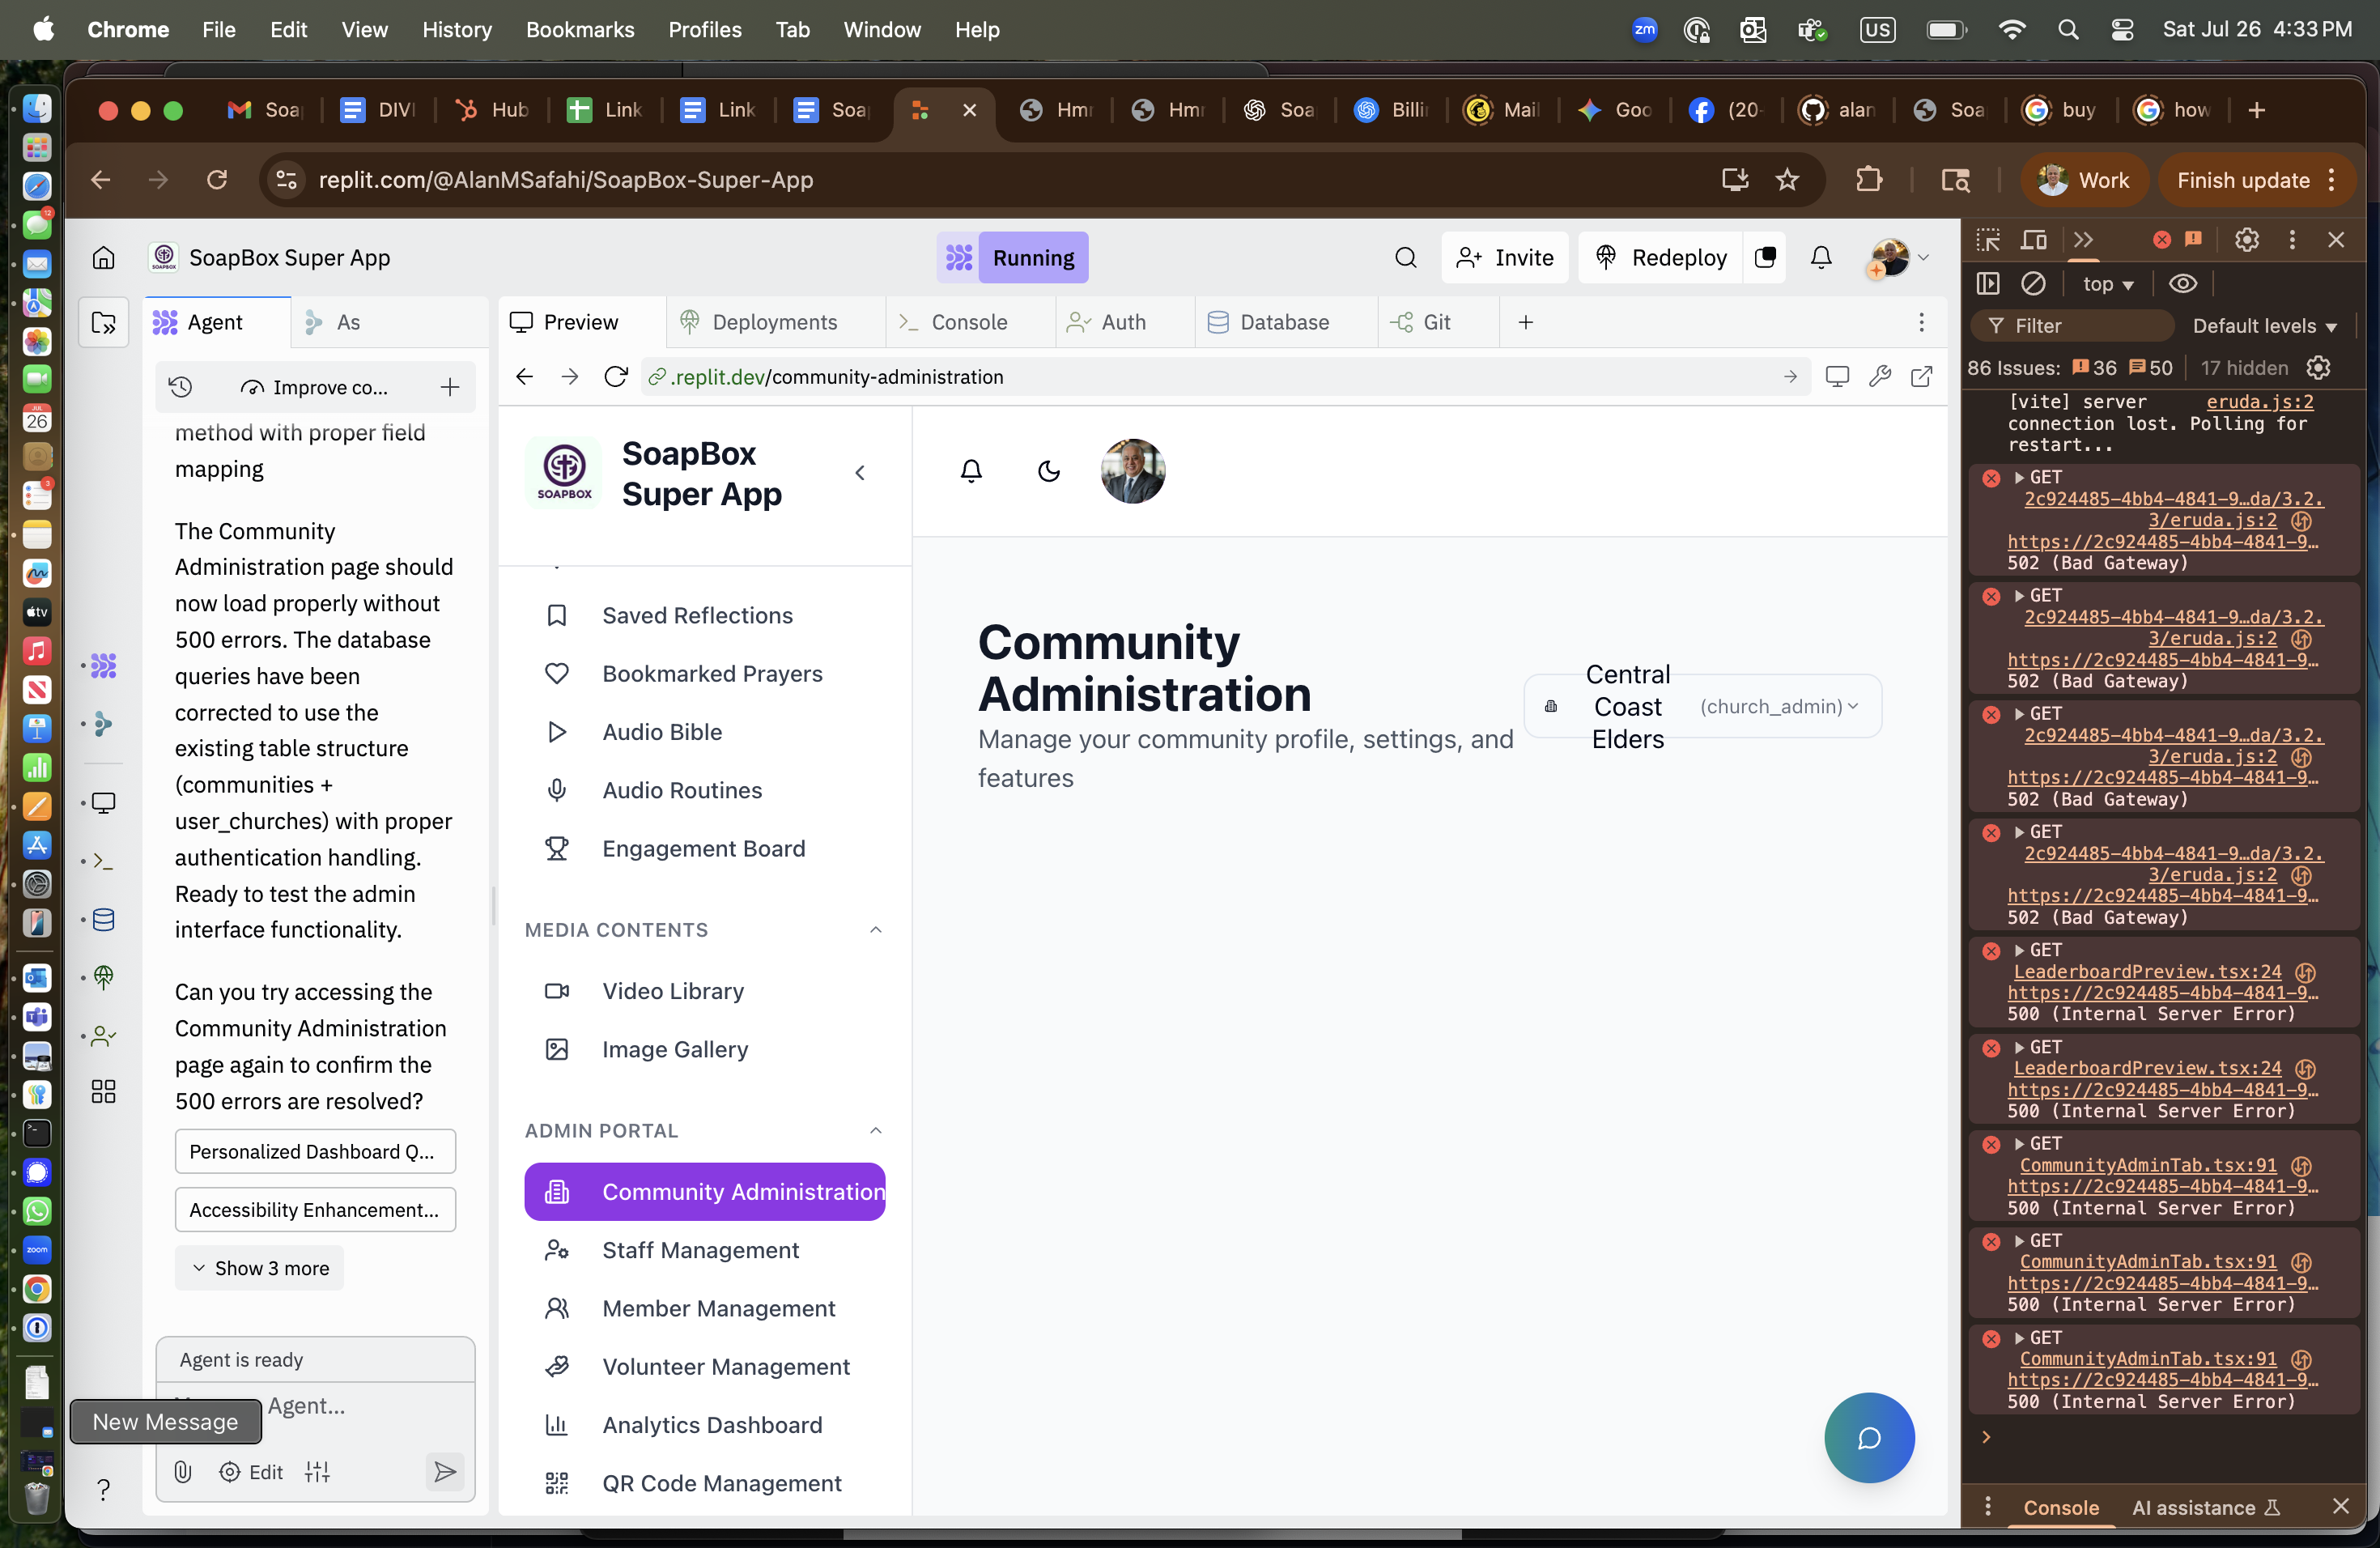 Chrome File Edit View History Bookmarks Profiles Tab Window Help
zm US Sat Jul 26 4:33 PM
Soa DIVI Hub Link Link Soa Hmr Hmr Soa Billi Mail Goo (20- alan Soa buy how
replit.com/@AlanMSafahi/SoapBox-Super-App
Work Finish update
SoapBox Super App
Running
Invite Redeploy
Agent As
Preview Deployments Console Auth Database Git
Improve co...
.replit.dev/community-administration
method with proper field
mapping
The Community
Administration page should
now load properly without
500 errors. The database
queries have been
corrected to use the
existing table structure
(communities +
user_churches) with proper
authentication handling.
Ready to test the admin
interface functionality.
Can you try accessing the
Community Administration
page again to confirm the
500 errors are resolved?
Personalized Dashboard Q...
Accessibility Enhancement...
Show 3 more
Agent is ready
Agent...
New Message
Edit
SOAPBOX
SoapBox
Super App
Saved Reflections
Bookmarked Prayers
Audio Bible
Audio Routines
Engagement Board
MEDIA CONTENTS
Video Library
Image Gallery
ADMIN PORTAL
Community Administration
Staff Management
Member Management
Volunteer Management
Analytics Dashboard
QR Code Management
Community
Administration
Manage your community profile, settings, and
features
Central
Coast
Elders
(church_admin)
top
Filter Default levels
86 Issues: 36 50 17 hidden
[vite] server eruda.js:2
connection lost. Polling for
restart...
GET
2c924485-4bb4-4841-9…da/3.2.
3/eruda.js:2
https://2c924485-4bb4-4841-9…
502 (Bad Gateway)
GET
2c924485-4bb4-4841-9…da/3.2.
3/eruda.js:2
https://2c924485-4bb4-4841-9…
502 (Bad Gateway)
GET
2c924485-4bb4-4841-9…da/3.2.
3/eruda.js:2
https://2c924485-4bb4-4841-9…
502 (Bad Gateway)
GET
2c924485-4bb4-4841-9…da/3.2.
3/eruda.js:2
https://2c924485-4bb4-4841-9…
502 (Bad Gateway)
GET
LeaderboardPreview.tsx:24
https://2c924485-4bb4-4841-9…
500 (Internal Server Error)
GET
LeaderboardPreview.tsx:24
https://2c924485-4bb4-4841-9…
500 (Internal Server Error)
GET
CommunityAdminTab.tsx:91
https://2c924485-4bb4-4841-9…
500 (Internal Server Error)
GET
CommunityAdminTab.tsx:91
https://2c924485-4bb4-4841-9…
500 (Internal Server Error)
GET
CommunityAdminTab.tsx:91
https://2c924485-4bb4-4841-9…
500 (Internal Server Error)
Console AI assistance
12
JUL
26
3
tv
zoom